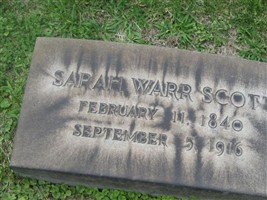 SARAH WARR SCOTT
FEBRUARY 11, 1840
SEPTEMBER 5, 1916